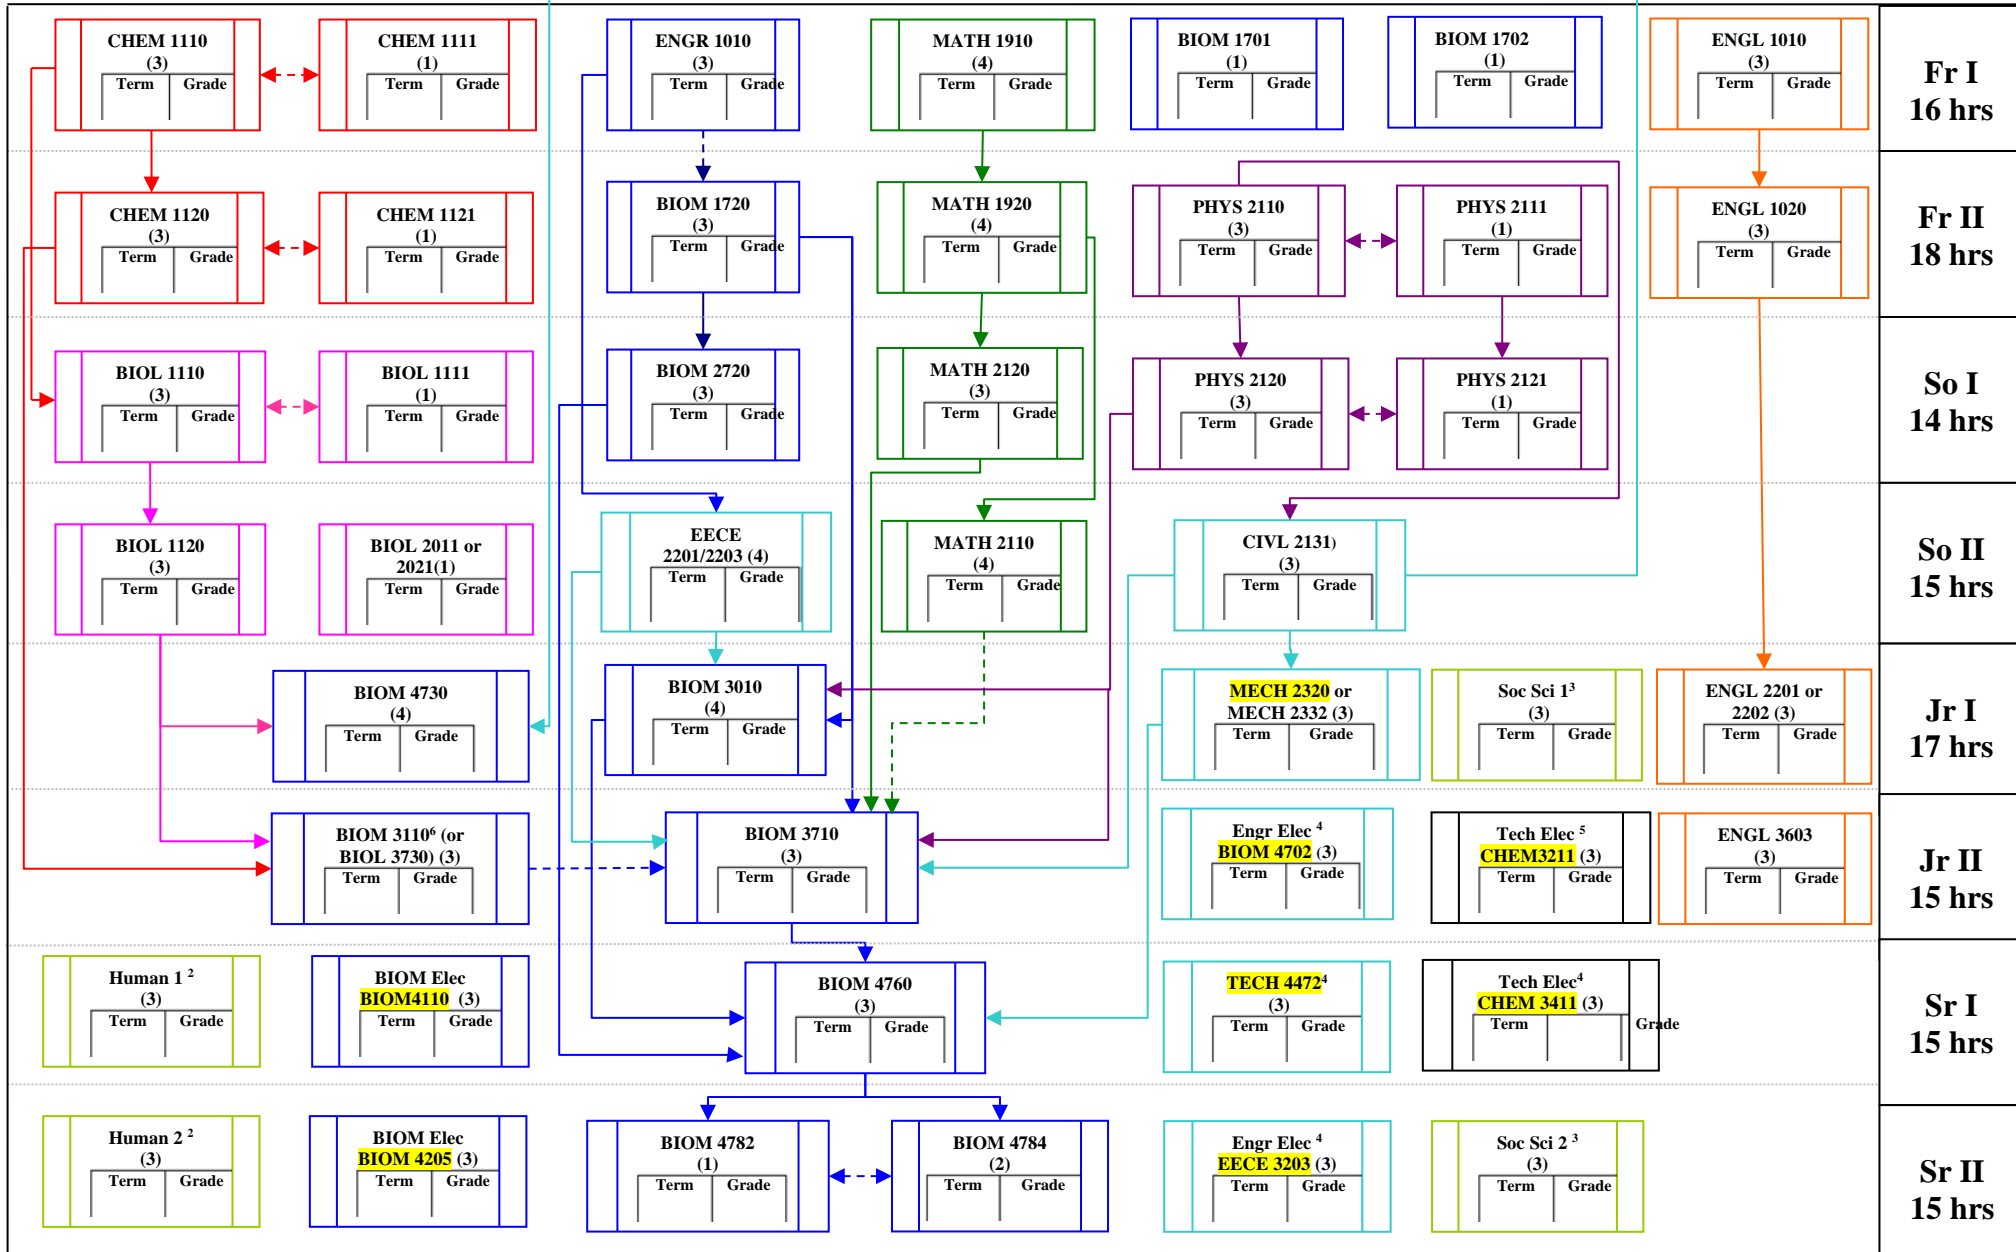 CHEM 1110
(3)
Term Grade
CHEM 1111
(1)
Term Grade
ENGR 1010
(3)
Term Grade
MATH 1910
(4)
Term Grade
BIOM 1701
(1)
Term Grade
BIOM 1702
(1)
Term Grade
ENGL 1010
(3)
Term Grade
Fr I
16 hrs
CHEM 1120
(3)
Term Grade
CHEM 1121
(1)
Term Grade
BIOM 1720
(3)
Term Grade
MATH 1920
(4)
Term Grade
PHYS 2110
(3)
Term Grade
PHYS 2111
(1)
Term Grade
ENGL 1020
(3)
Term Grade
Fr II
18 hrs
BIOL 1110
(3)
Term Grade
BIOL 1111
(1)
Term Grade
BIOM 2720
(3)
Term Grade
MATH 2120
(3)
Term Grade
PHYS 2120
(3)
Term Grade
PHYS 2121
(1)
Term Grade
So I
14 hrs
BIOL 1120
(3)
Term Grade
BIOL 2011 or
2021(1)
Term Grade
EECE
2201/2203 (4)
Term Grade
MATH 2110
(4)
Term Grade
CIVL 2131)
(3)
Term Grade
So II
15 hrs
BIOM 4730
(4)
Term Grade
BIOM 3010
(4)
Term Grade
MECH 2320 or
MECH 2332 (3)
Term Grade
Soc Sci 1³
(3)
Term Grade
ENGL 2201 or
2202 (3)
Term Grade
Jr I
17 hrs
BIOM 3110⁶ (or
BIOL 3730) (3)
Term Grade
BIOM 3710
(3)
Term Grade
Engr Elec ⁴
BIOM 4702 (3)
Term Grade
Tech Elec ⁵
CHEM3211 (3)
Term Grade
ENGL 3603
(3)
Term Grade
Jr II
15 hrs
Human 1 ²
(3)
Term Grade
BIOM Elec
BIOM4110 (3)
Term Grade
BIOM 4760
(3)
Term Grade
TECH 4472⁴
(3)
Term Grade
Tech Elec⁴
CHEM 3411 (3)
Term Grade
Sr I
15 hrs
Human 2 ²
(3)
Term Grade
BIOM Elec
BIOM 4205 (3)
Term Grade
BIOM 4782
(1)
Term Grade
BIOM 4784
(2)
Term Grade
Engr Elec ⁴
EECE 3203 (3)
Term Grade
Soc Sci 2 ³
(3)
Term Grade
Sr II
15 hrs